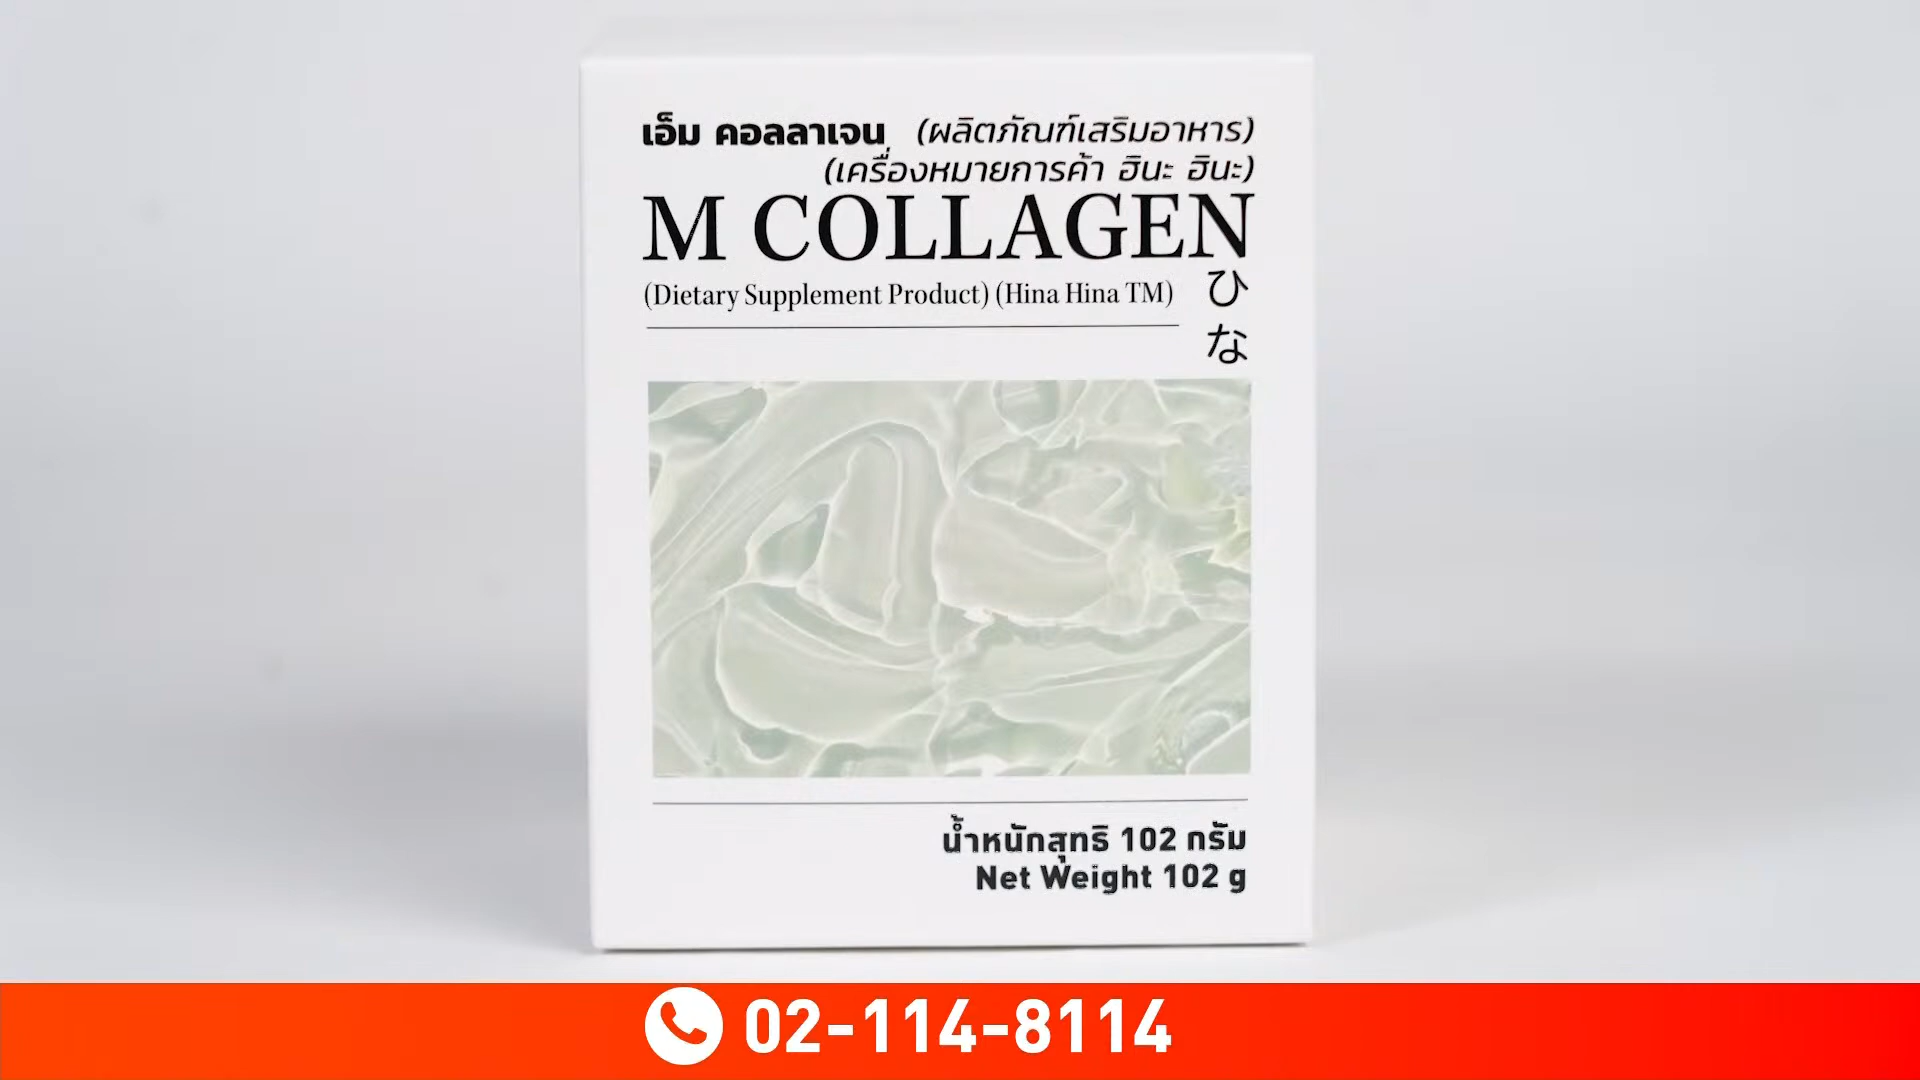 เอ็ม คอลลาเจน (ผลิตภัณฑ์เสริมอาหาร)
(เครื่องหมายการค้า ฮินะ ฮินะ)
M COLLAGEN
(Dietary Supplement Product) (Hina Hina TM)
ひな
น้ำหนักสุทธิ 102 กรัม
Net Weight 102 g
02-114-8114